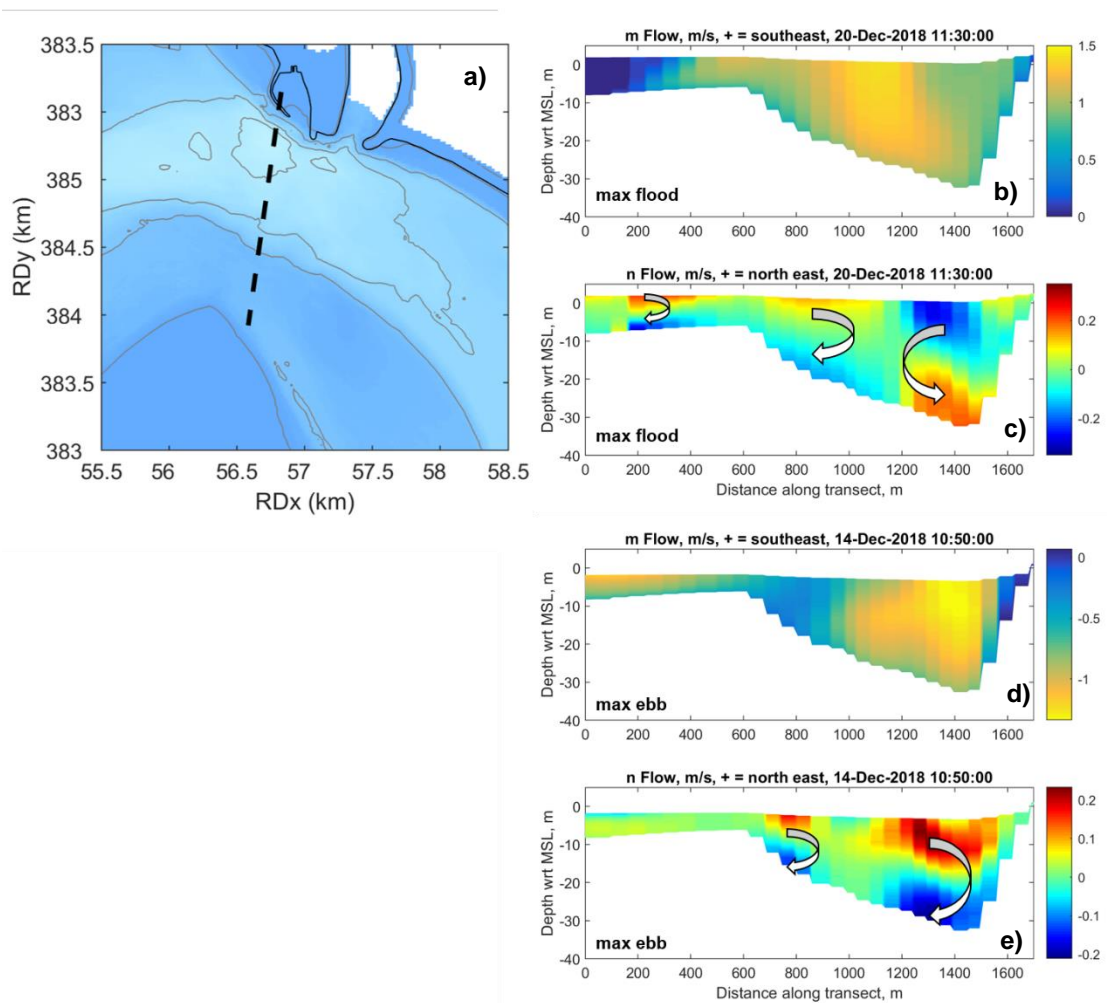 a)
383.5
383
385
384.5
384
383.5
383
RDy (km)
55.5 56 56.5 57 57.5 58 58.5
RDx (km)
m Flow, m/s, + = southeast, 20-Dec-2018 11:30:00
Depth wrt MSL, m
0
-10
-20
-30
-40
max flood
b)
0 200 400 600 800 1000 1200 1400 1600
1.5
1
0.5
0
n Flow, m/s, + = north east, 20-Dec-2018 11:30:00
Depth wrt MSL, m
0
-10
-20
-30
-40
max flood
c)
0 200 400 600 800 1000 1200 1400 1600
Distance along transect, m
0.2
0
-0.2
m Flow, m/s, + = southeast, 14-Dec-2018 10:50:00
Depth wrt MSL, m
0
-10
-20
-30
-40
max ebb
d)
0 200 400 600 800 1000 1200 1400 1600
0
-0.5
-1
n Flow, m/s, + = north east, 14-Dec-2018 10:50:00
Depth wrt MSL, m
0
-10
-20
-30
-40
max ebb
e)
0 200 400 600 800 1000 1200 1400 1600
Distance along transect, m
0.2
0.1
0
-0.1
-0.2